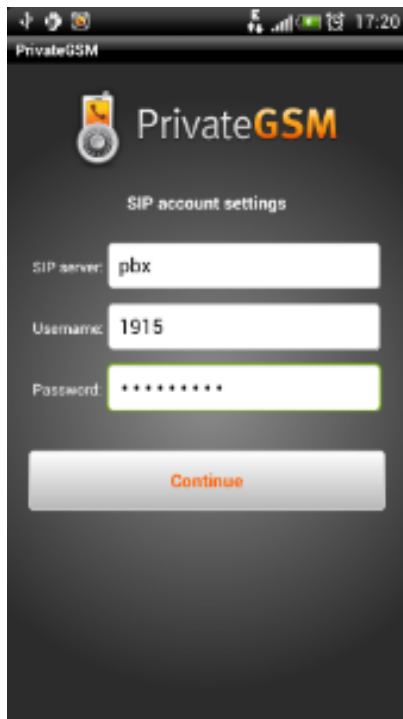 17:20
PrivateGSM
PrivateGSM
SIP account settings
SIP server: pbx
Username: 1915
Password: •••••••••
Continue